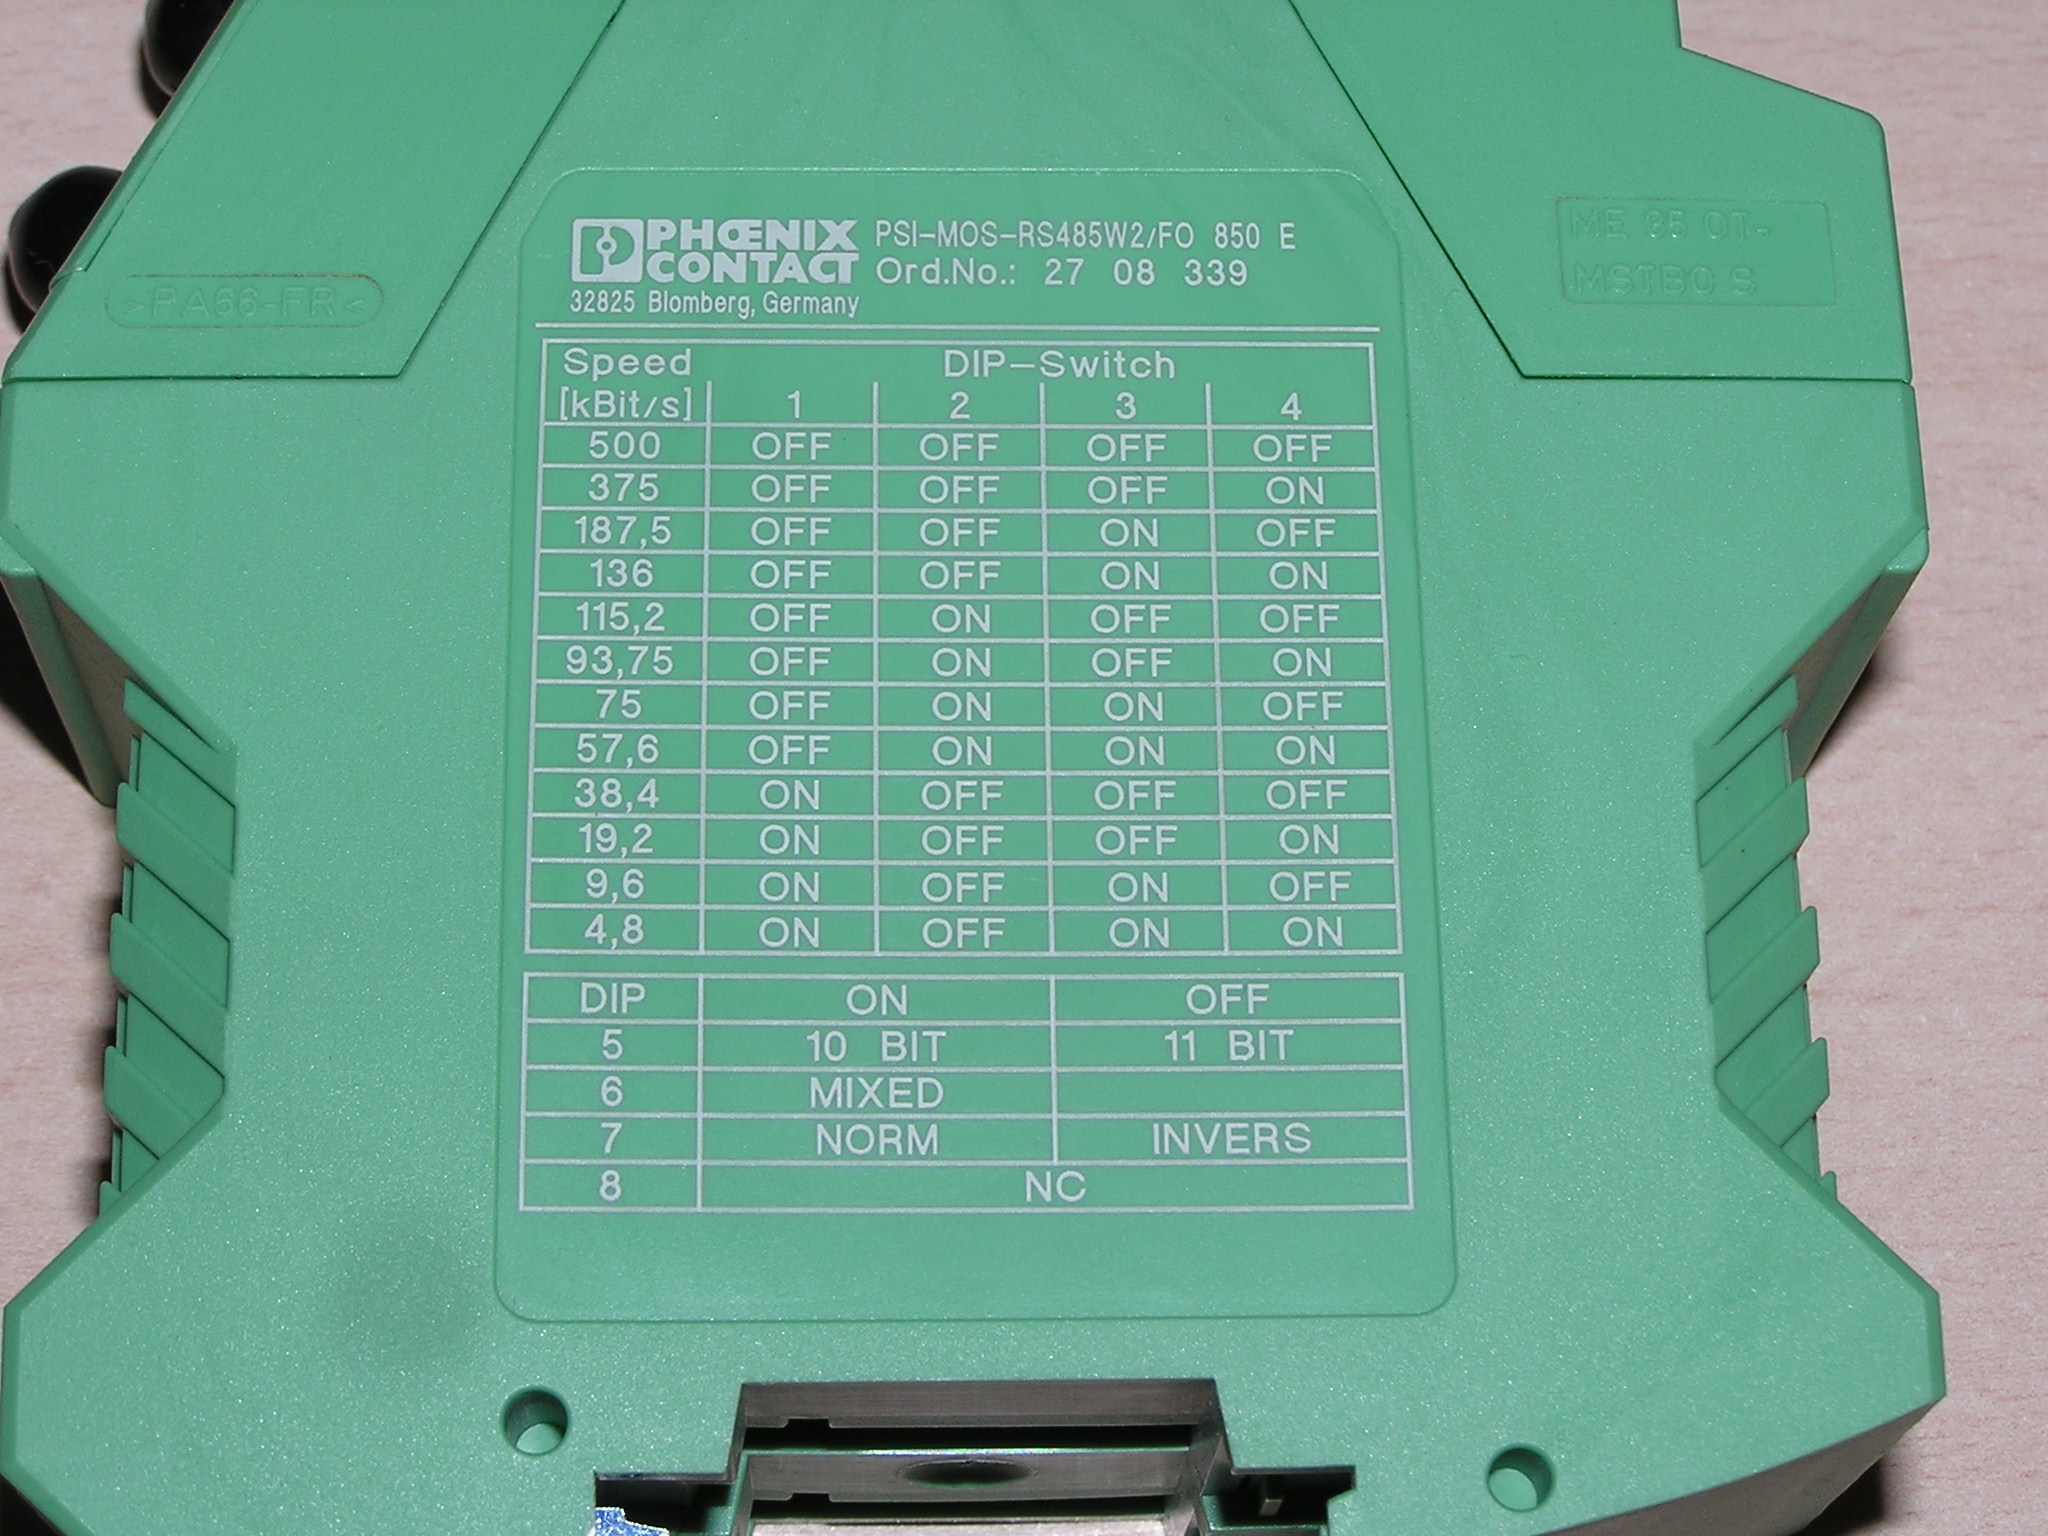 PHŒNIX CONTACT
32825 Blomberg, Germany
PSI-MOS-RS485W2/FO 850 E
Ord.No.: 27 08 339
>PA66-FR<
ME 35 OT-
MSTBO S
Speed DIP-Switch
[kBit/s] 1 2 3 4
500 OFF OFF OFF OFF
375 OFF OFF OFF ON
187,5 OFF OFF ON OFF
136 OFF OFF ON ON
115,2 OFF ON OFF OFF
93,75 OFF ON OFF ON
75 OFF ON ON OFF
57,6 OFF ON ON ON
38,4 ON OFF OFF OFF
19,2 ON OFF OFF ON
9,6 ON OFF ON OFF
4,8 ON OFF ON ON
DIP ON OFF
5 10 BIT 11 BIT
6 MIXED
7 NORM INVERS
8 NC